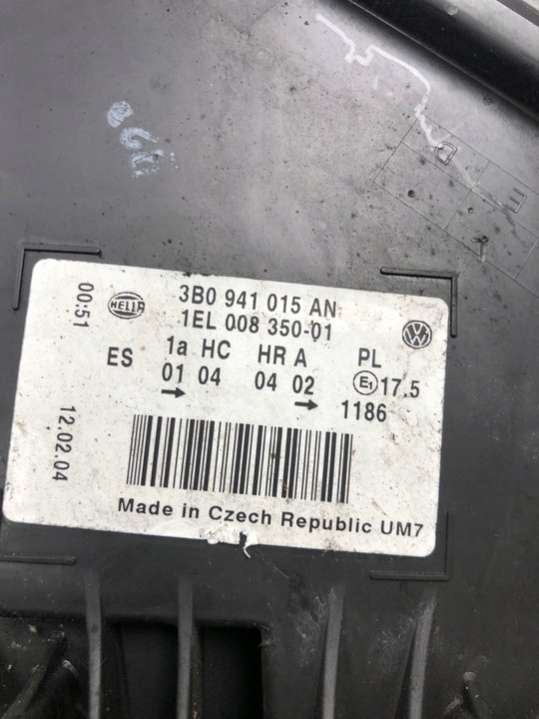 00:51
12.02.04
HELLA
3B0 941 015 AN
1EL 008 350-01
ES 1a HC HR A PL
01 04 04 02 E1 17.5
→ → 1186
Made in Czech Republic UM7